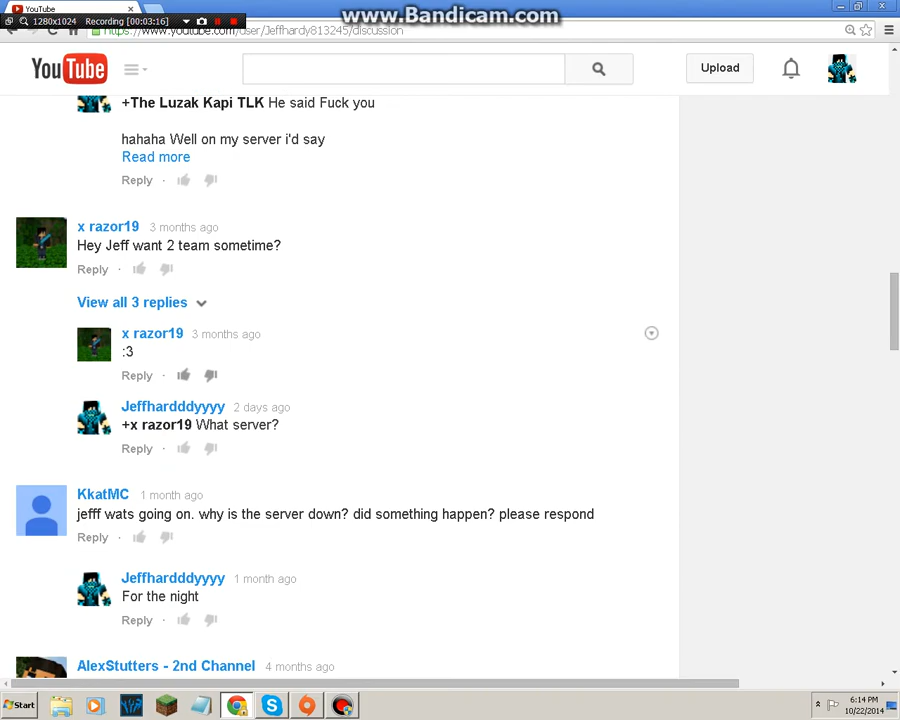 YouTube
www.Bandicam.com
1280x1024 Recording [00:03:16]
https://www.youtube.com/user/Jeffhardy813245/discussion
YouTube
Upload
+The Luzak Kapi TLK He said Fuck you
hahaha Well on my server i'd say
Read more
Reply ·
x razor19 3 months ago
Hey Jeff want 2 team sometime?
Reply ·
View all 3 replies
x razor19 3 months ago
:3
Reply ·
Jeffhardddyyyy 2 days ago
+x razor19 What server?
Reply ·
KkatMC 1 month ago
jefff wats going on. why is the server down? did something happen? please respond
Reply ·
Jeffhardddyyyy 1 month ago
For the night
Reply ·
AlexStutters - 2nd Channel 4 months ago
Start
6:14 PM
10/22/2014